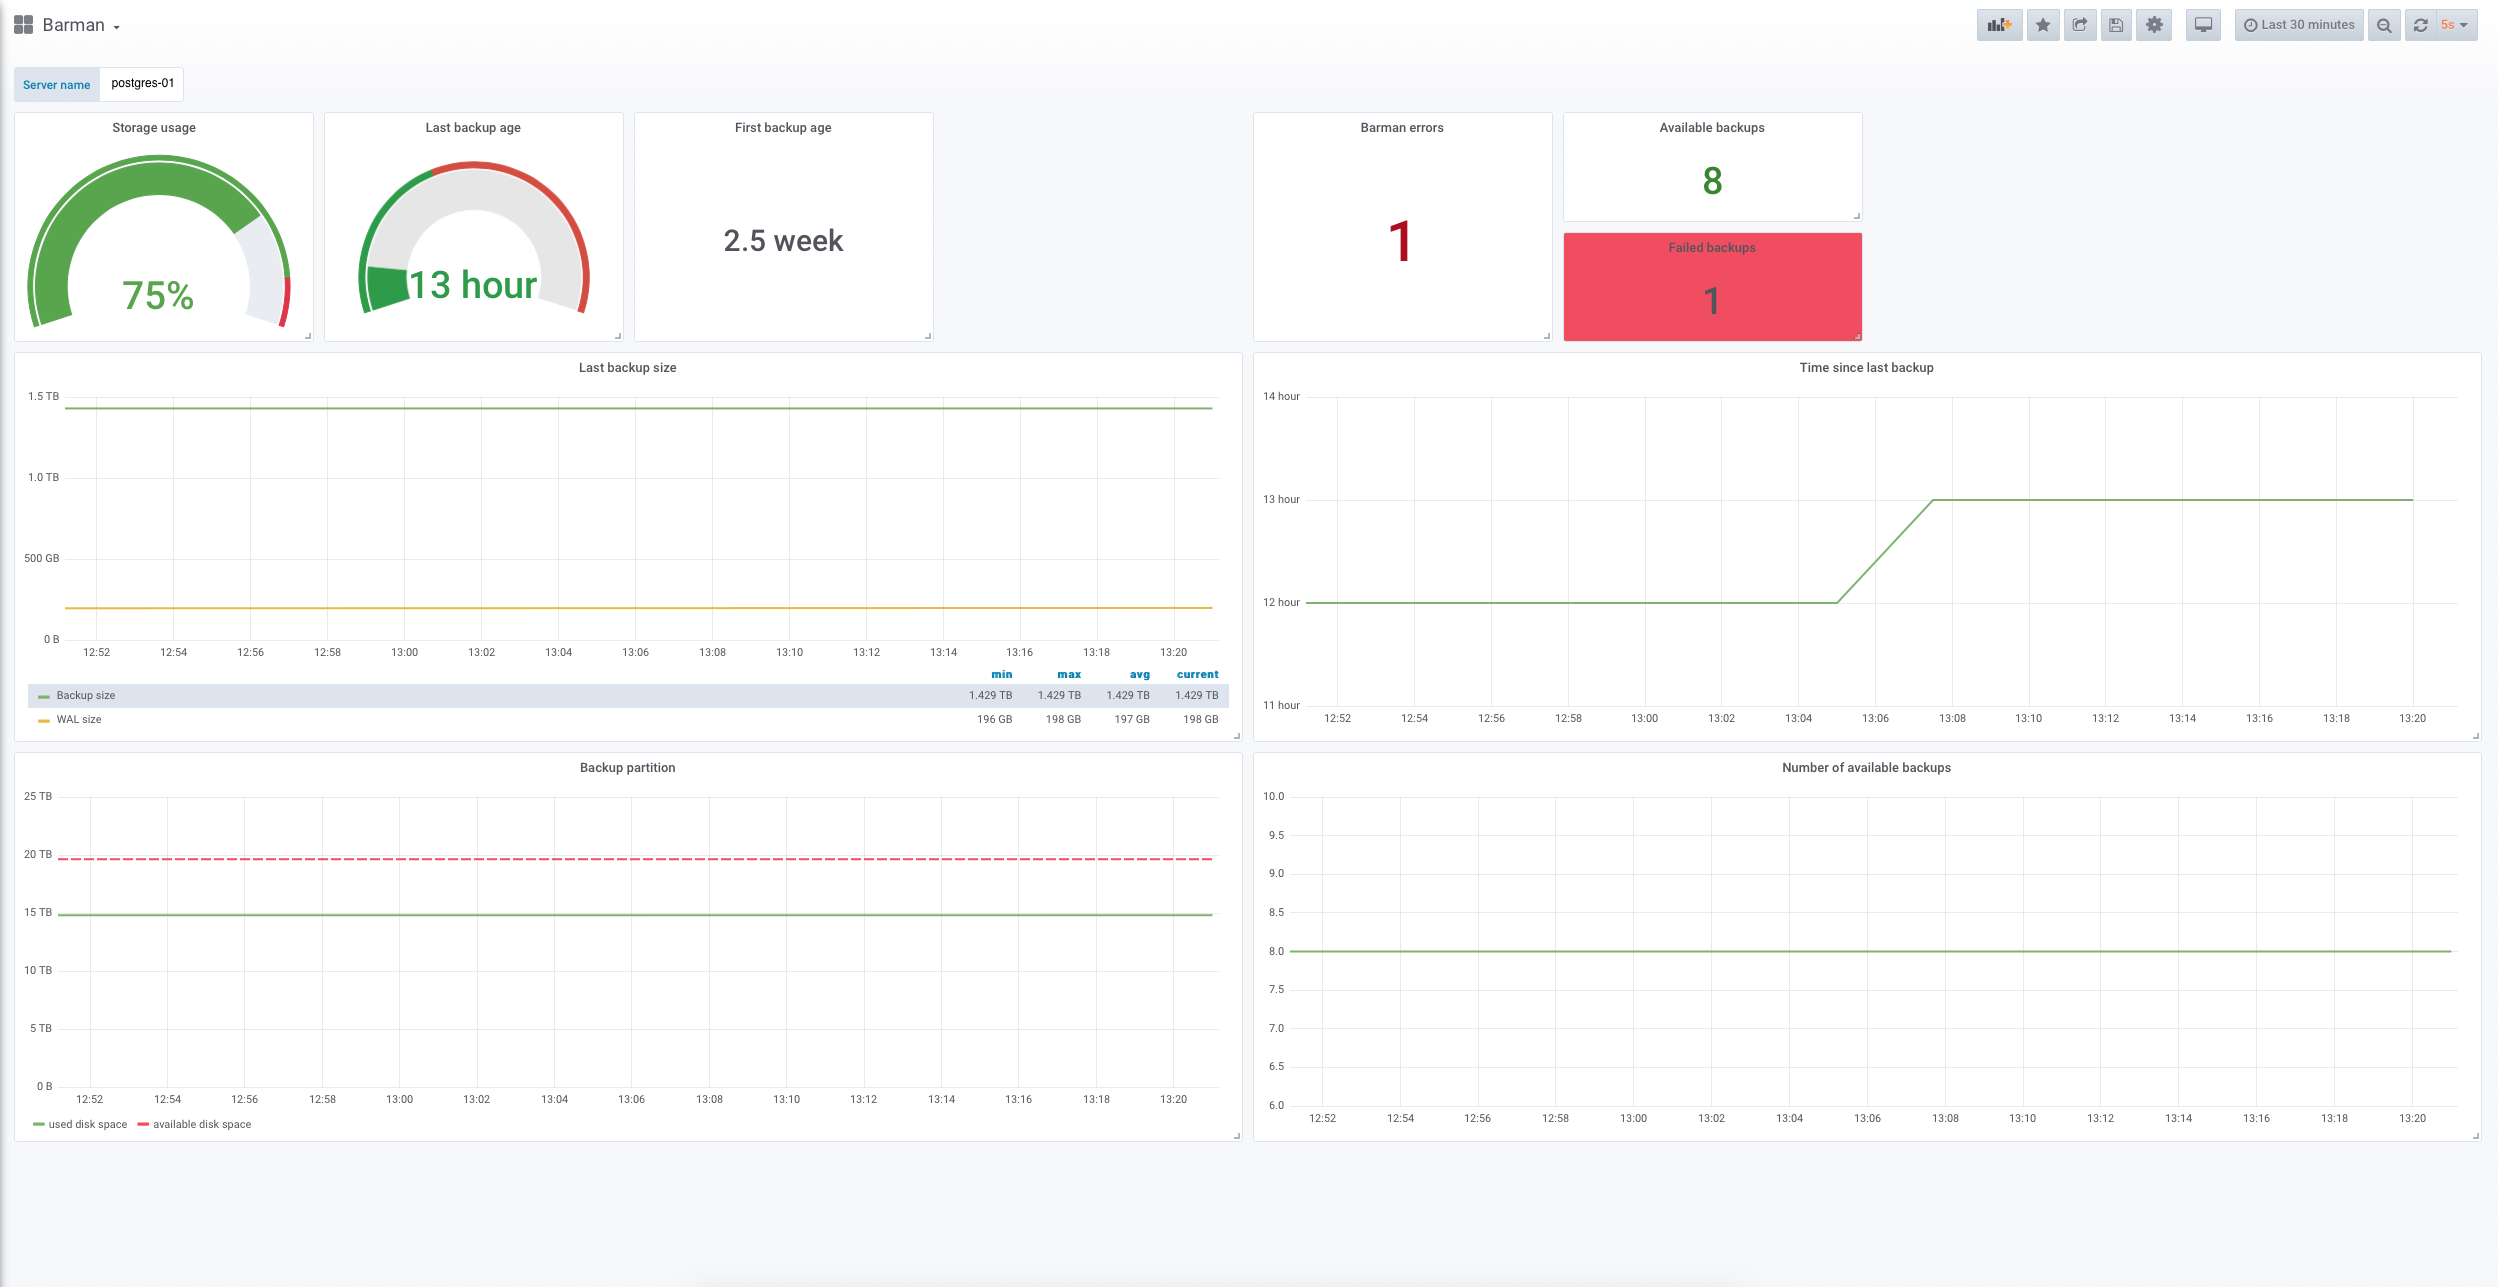 Barman
Last 30 minutes
5s
Server name
postgres-01
Storage usage
75%
Last backup age
13 hour
First backup age
2.5 week
Barman errors
1
Available backups
8
Failed backups
1
Last backup size
1.5 TB
1.0 TB
500 GB
0 B
12:52 12:54 12:56 12:58 13:00 13:02 13:04 13:06 13:08 13:10 13:12 13:14 13:16 13:18 13:20
min max avg current
Backup size 1.429 TB 1.429 TB 1.429 TB 1.429 TB
WAL size 196 GB 198 GB 197 GB 198 GB
Time since last backup
14 hour
13 hour
12 hour
11 hour
12:52 12:54 12:56 12:58 13:00 13:02 13:04 13:06 13:08 13:10 13:12 13:14 13:16 13:18 13:20
Backup partition
25 TB
20 TB
15 TB
10 TB
5 TB
0 B
12:52 12:54 12:56 12:58 13:00 13:02 13:04 13:06 13:08 13:10 13:12 13:14 13:16 13:18 13:20
used disk space available disk space
Number of available backups
10.0
9.5
9.0
8.5
8.0
7.5
7.0
6.5
6.0
12:52 12:54 12:56 12:58 13:00 13:02 13:04 13:06 13:08 13:10 13:12 13:14 13:16 13:18 13:20